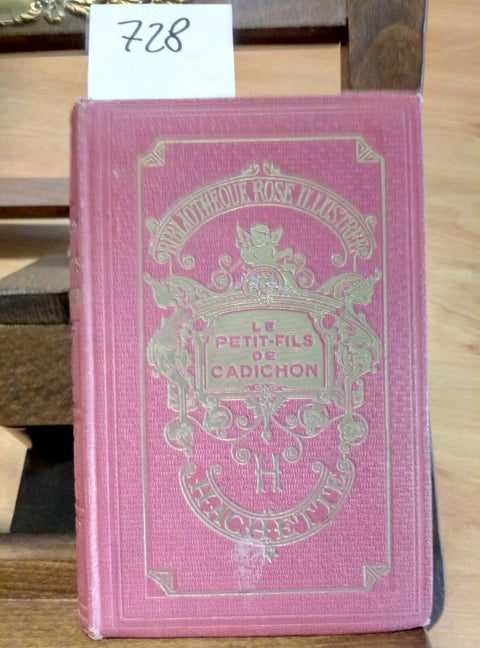 728
BIBLIOTHÈQUE ROSE ILLUSTRÉE
LE
PETIT-FILS
DE
CADICHON
H
HACHETTE